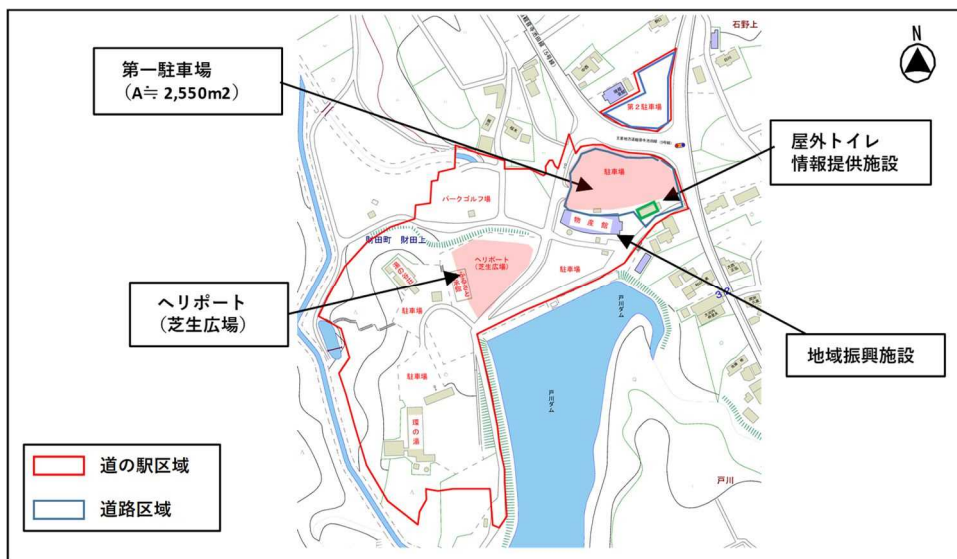 石野上
N
第一駐車場
（A≒ 2,550m2）
第２駐車場
屋外トイレ
情報提供施設
駐車場
パークゴルフ場
物産館
財田町　財田上
ヘリポート
(芝生広場)
駐車場
ヘリポート
（芝生広場）
駐車場
戸川ダム
地域振興施設
駐車場
環の湯
戸川ダム
道の駅区域
道路区域
戸川